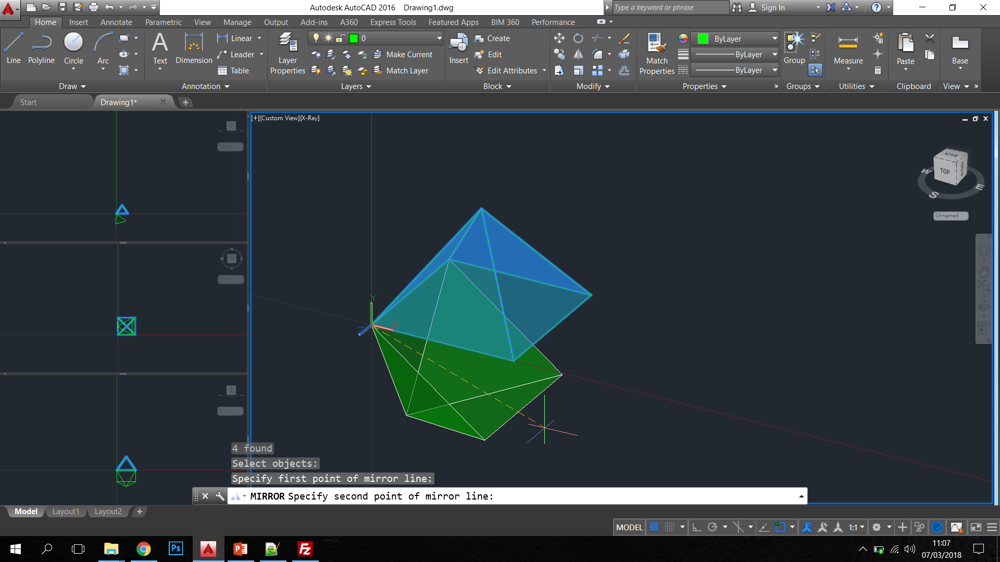 Autodesk AutoCAD 2016 Drawing1.dwg
Type a keyword or phrase
Sign In
Home Insert Annotate Parametric View Manage Output Add-ins A360 Express Tools Featured Apps BIM 360 Performance
Line Polyline Circle Arc
Draw
Text Dimension
Linear
Leader
Table
Annotation
Layer Properties
0
Make Current
Match Layer
Layers
Insert
Create
Edit
Edit Attributes
Block
Modify
Match Properties
ByLayer
ByLayer
ByLayer
Properties
Group
Groups
Measure
Utilities
Paste
Clipboard
Base
View
Start
Drawing1*
[+][Custom View][X-Ray]
BACK
TOP
W
E
S
Unnamed
N
W E
S
Y
X
Z
4 found
Select objects:
Specify first point of mirror line:
MIRROR Specify second point of mirror line:
Model Layout1 Layout2
MODEL
1:1
Ps
Fz
11:07
07/03/2018